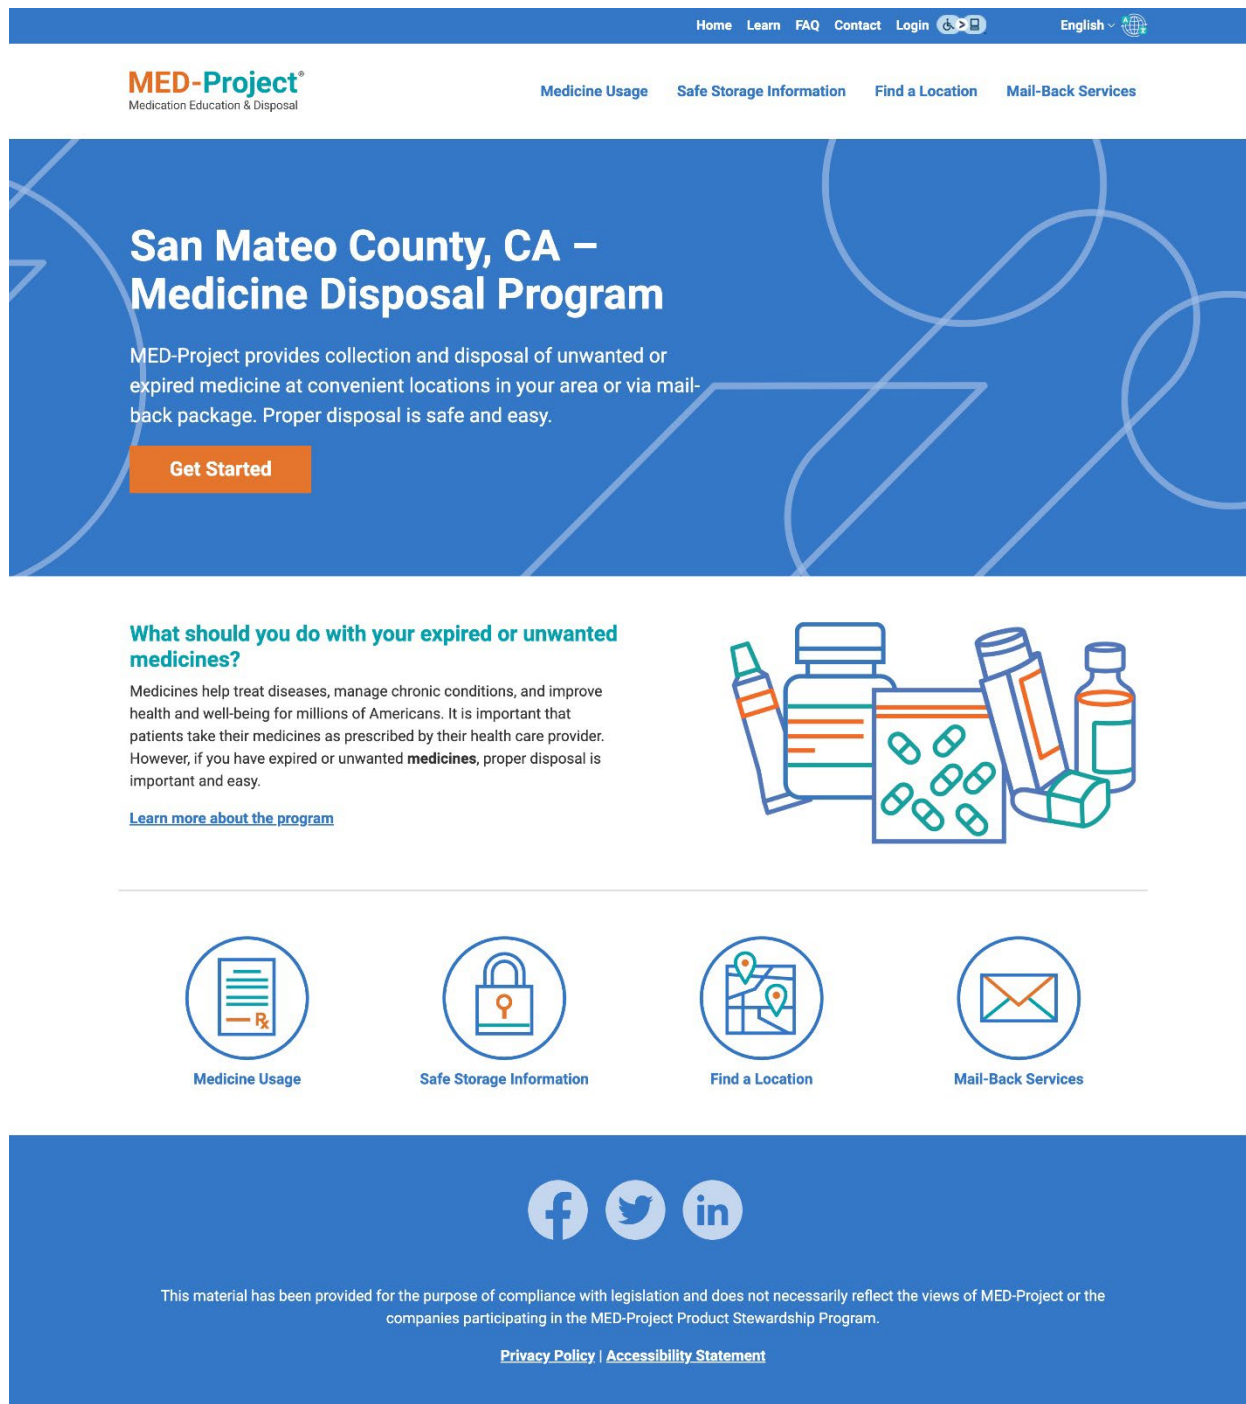 Home Learn FAQ Contact Login English
MED-Project®
Medication Education & Disposal
Medicine Usage Safe Storage Information Find a Location Mail-Back Services
San Mateo County, CA –
Medicine Disposal Program
MED-Project provides collection and disposal of unwanted or
expired medicine at convenient locations in your area or via mail-
back package. Proper disposal is safe and easy.
Get Started
What should you do with your expired or unwanted
medicines?
Medicines help treat diseases, manage chronic conditions, and improve
health and well-being for millions of Americans. It is important that
patients take their medicines as prescribed by their health care provider.
However, if you have expired or unwanted medicines, proper disposal is
important and easy.
Learn more about the program
Rx
Medicine Usage Safe Storage Information Find a Location Mail-Back Services
f in
This material has been provided for the purpose of compliance with legislation and does not necessarily reflect the views of MED-Project or the
companies participating in the MED-Project Product Stewardship Program.
Privacy Policy | Accessibility Statement